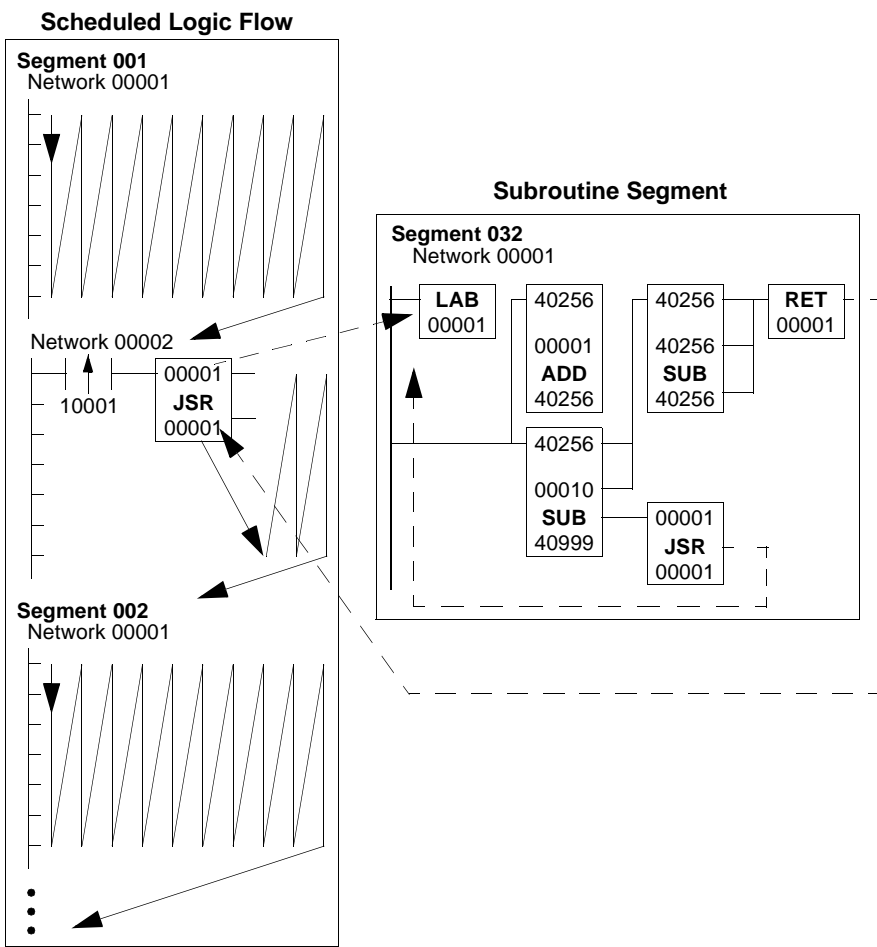 Scheduled Logic Flow
Segment 001
Network 00001
Network 00002
10001
00001
JSR
00001
Segment 002
Network 00001
Subroutine Segment
Segment 032
Network 00001
LAB
00001
40256
00001
ADD
40256
40256
00010
SUB
40999
40256
40256
SUB
40256
00001
JSR
00001
RET
00001